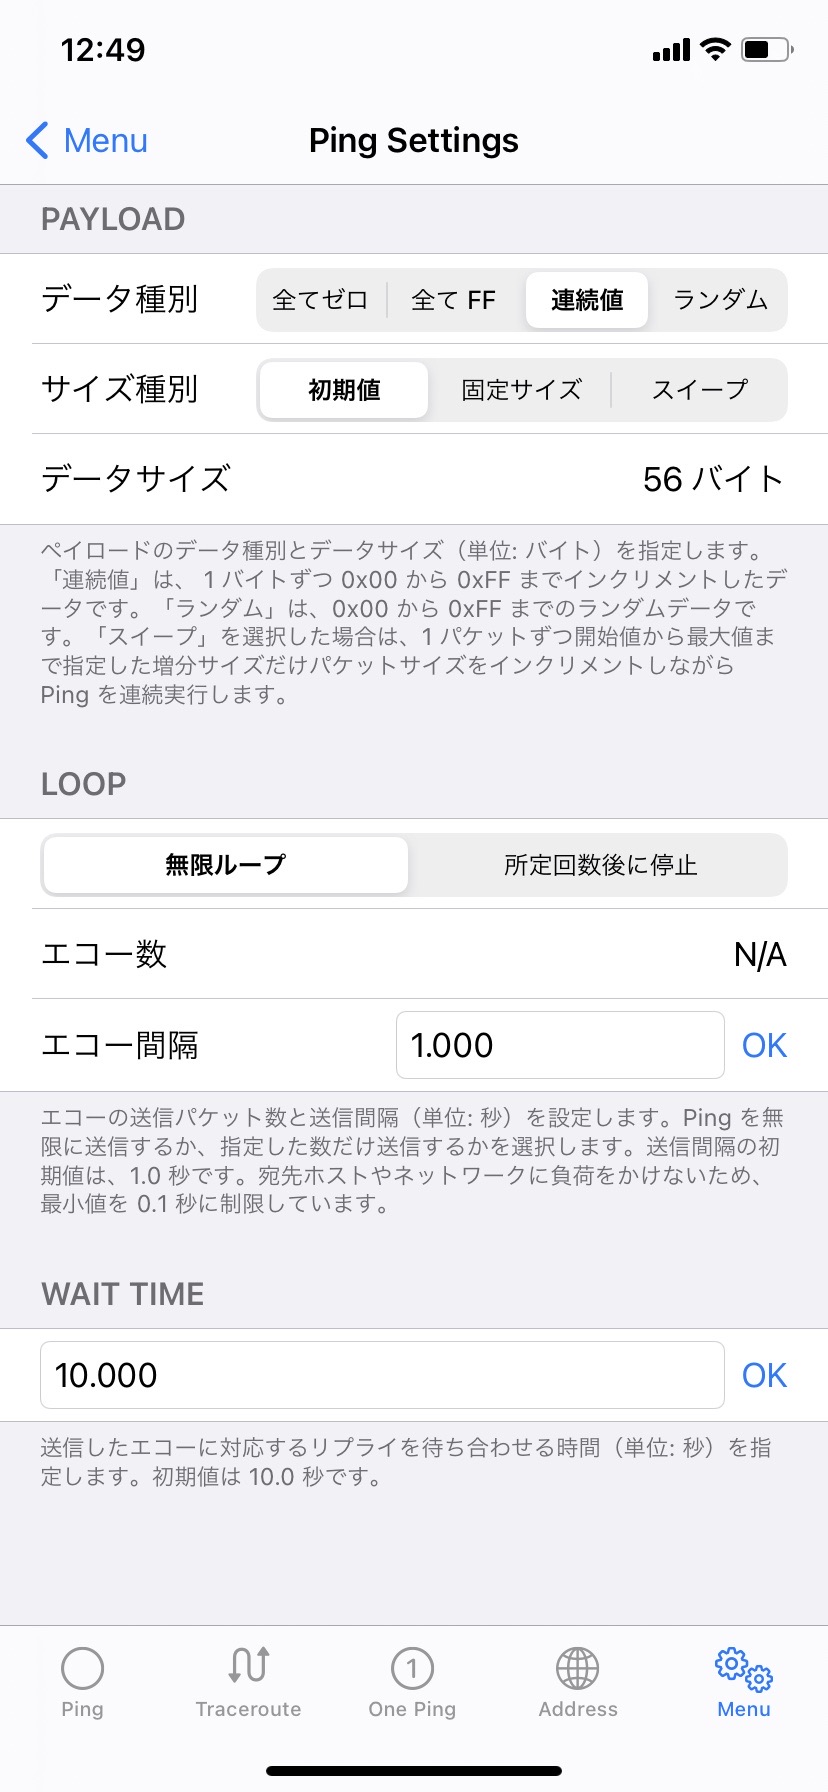 12:49
Menu Ping Settings
PAYLOAD
データ種別 全てゼロ 全て FF 連続値 ランダム
サイズ種別 初期値 固定サイズ スイープ
データサイズ 56 バイト
ペイロードのデータ種別とデータサイズ（単位: バイト）を指定します。
「連続値」は、 1 バイトずつ 0x00 から 0xFF までインクリメントしたデ
ータです。「ランダム」は、0x00 から 0xFF までのランダムデータで
す。「スイープ」を選択した場合は、1 パケットずつ開始値から最大値ま
で指定した増分サイズだけパケットサイズをインクリメントしながら
Ping を連続実行します。
LOOP
無限ループ 所定回数後に停止
エコー数 N/A
エコー間隔 1.000 OK
エコーの送信パケット数と送信間隔（単位: 秒）を設定します。Ping を無
限に送信するか、指定した数だけ送信するかを選択します。送信間隔の初
期値は、1.0 秒です。宛先ホストやネットワークに負荷をかけないため、
最小値を 0.1 秒に制限しています。
WAIT TIME
10.000 OK
送信したエコーに対応するリプライを待ち合わせる時間（単位: 秒）を指
定します。初期値は 10.0 秒です。
1
Ping Traceroute One Ping Address Menu